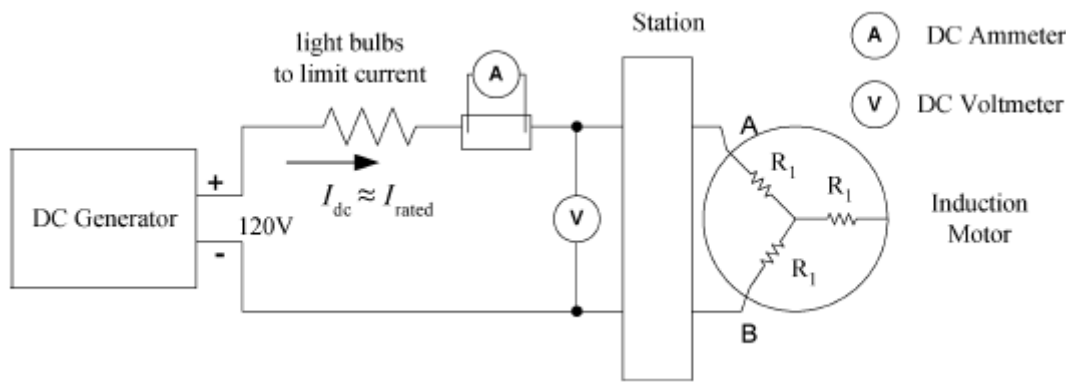 Station
A DC Ammeter
light bulbs
to limit current
A
V DC Voltmeter
A
R1
R1
+
DC Generator
Idc ≈ Irated
120V
V
Induction
Motor
-
R1
B